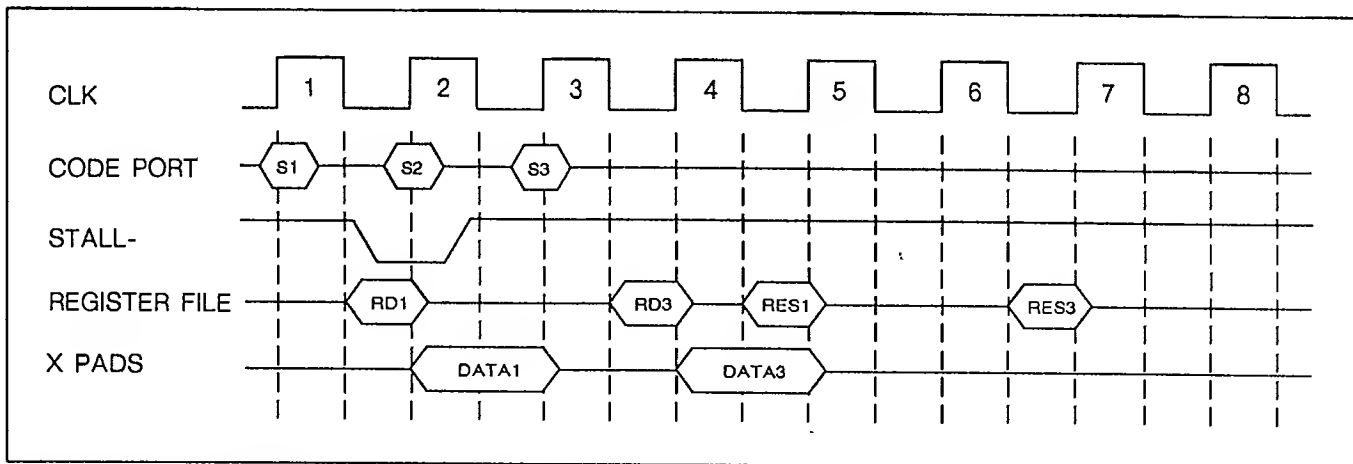 CLK 1 2 3 4 5 6 7 8
CODE PORT S1 S2 S3
STALL-
REGISTER FILE RD1 RD3 RES1 RES3
X PADS DATA1 DATA3